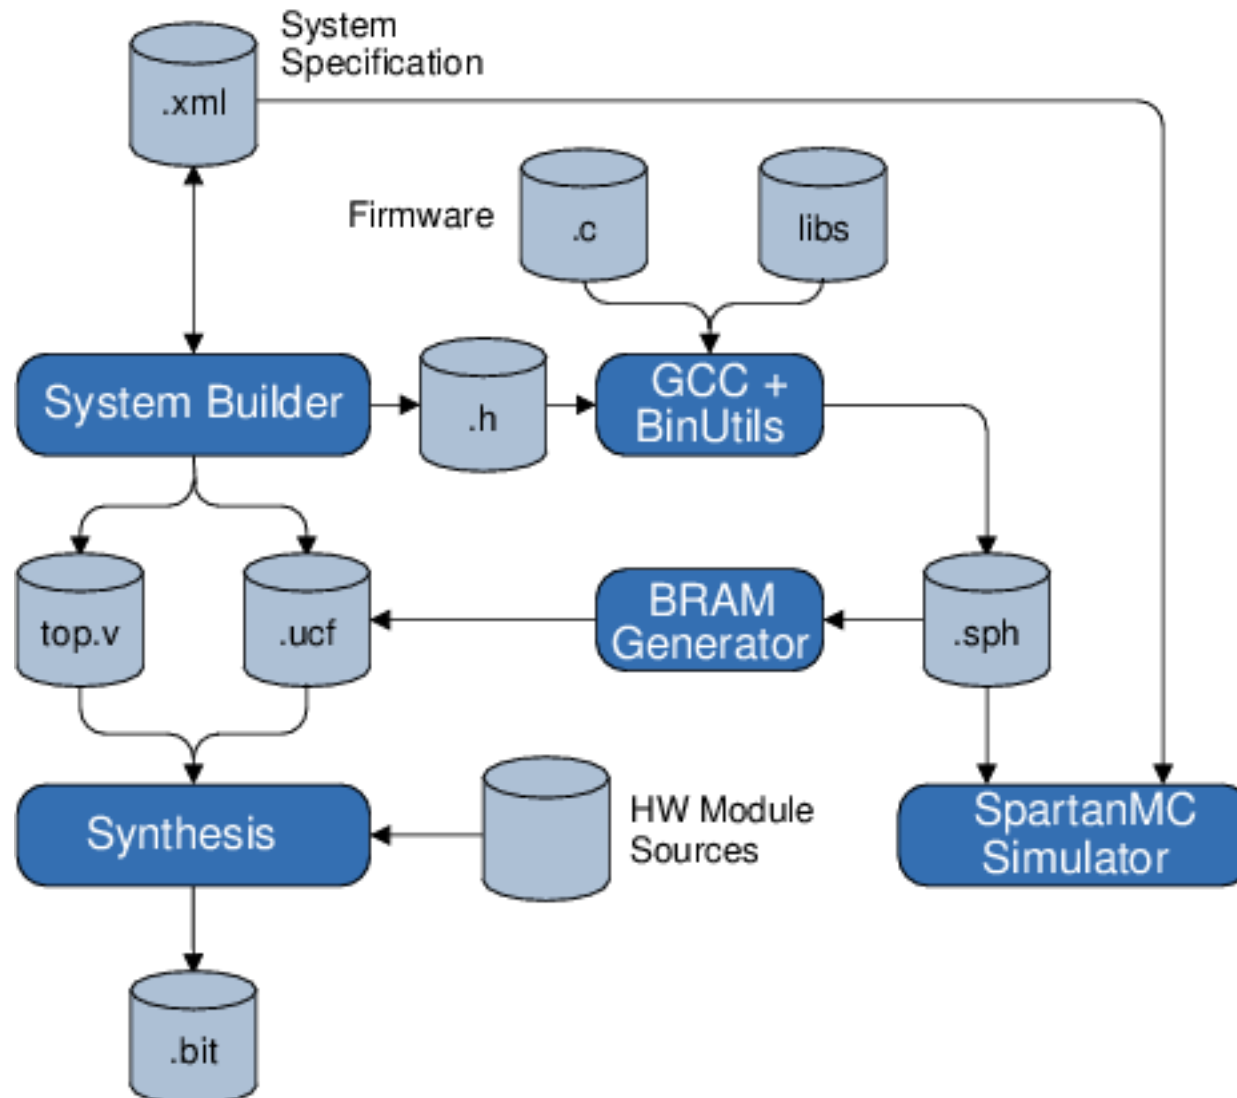 System
Specification
.xml
Firmware
.c
libs
System Builder
.h
GCC +
BinUtils
top.v
.ucf
BRAM
Generator
.sph
Synthesis
HW Module
Sources
SpartanMC
Simulator
.bit